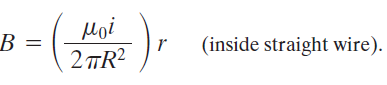 B = (μ₀i / 2πR²) r (inside straight wire).